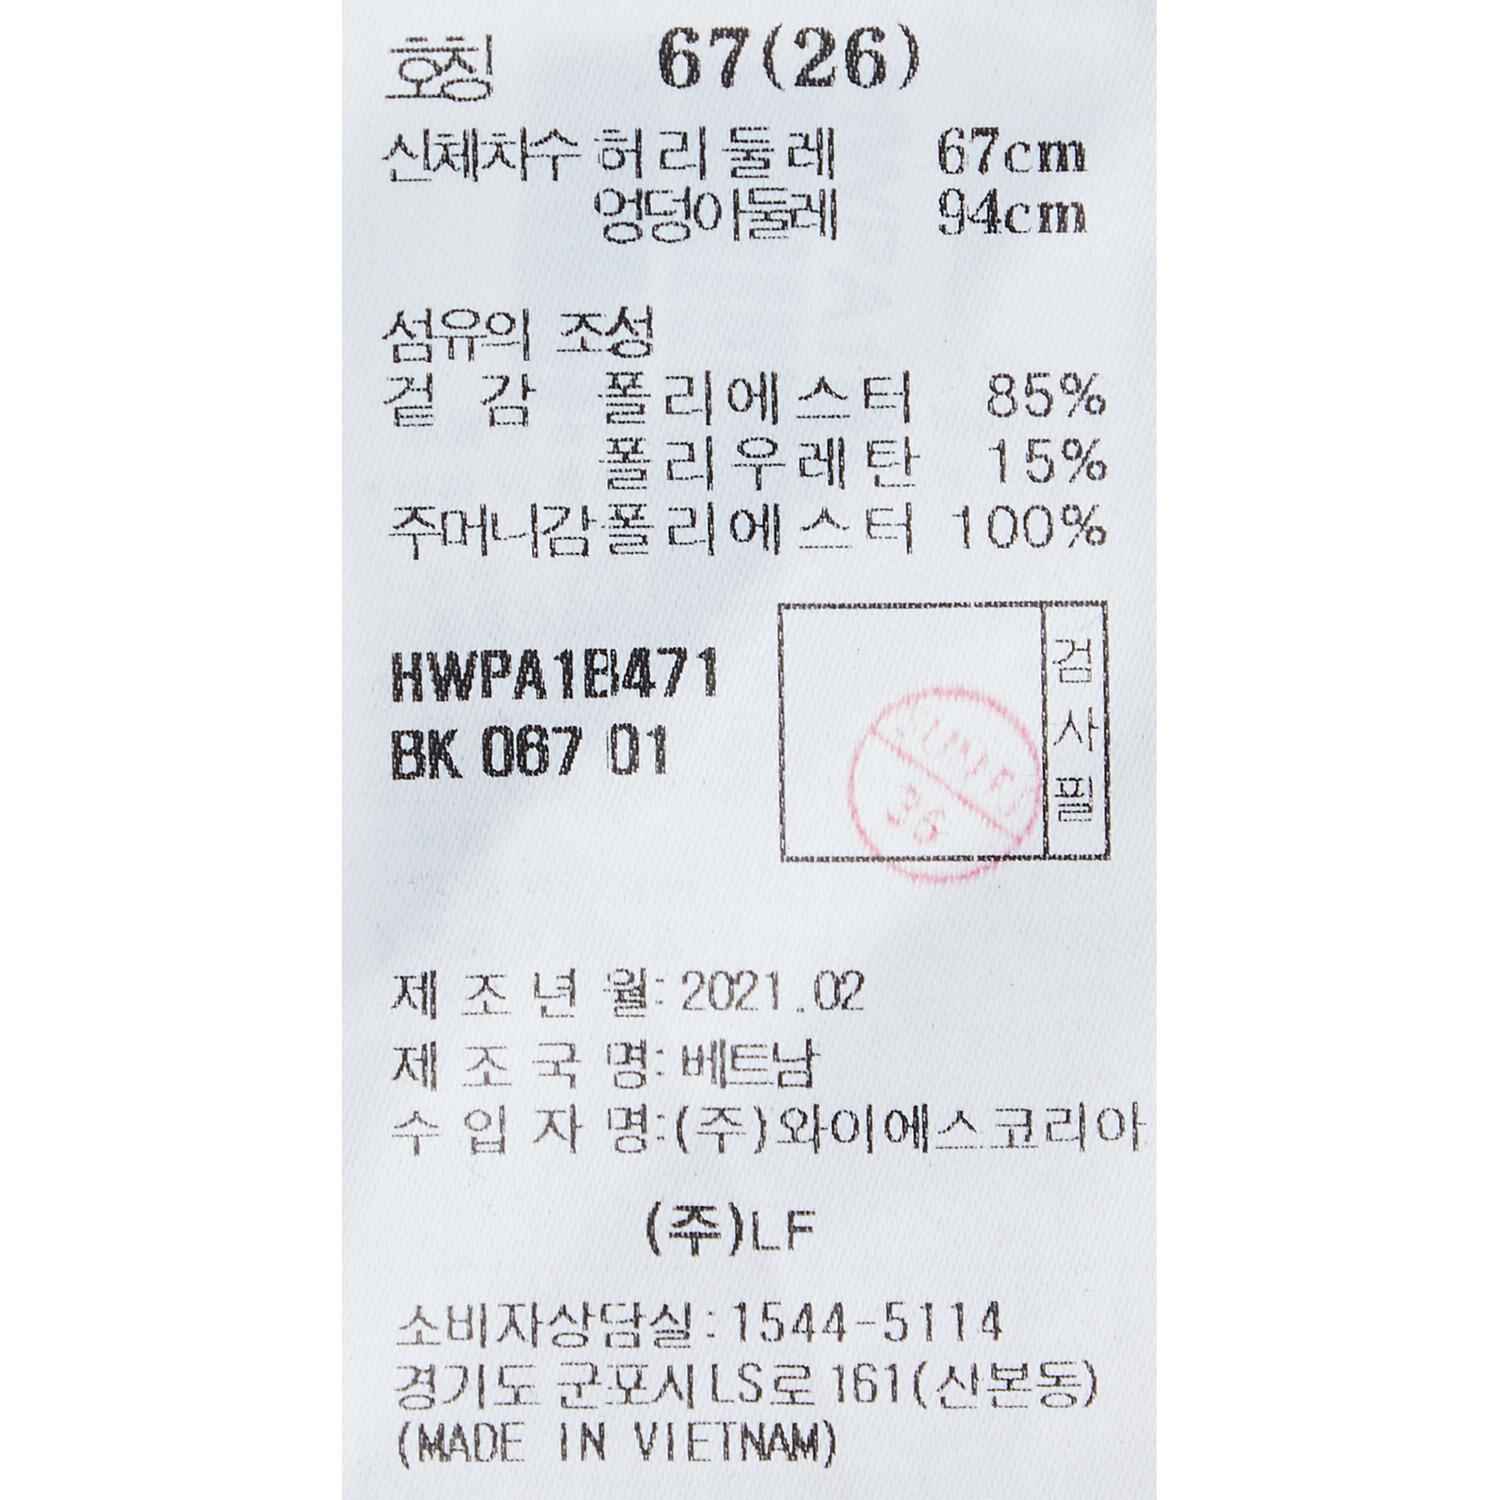 호칭 67(26)
신체치수 허리둘레 67cm
엉덩이둘레 94cm
섬유의 조성
겉 감 폴리에스터 85%
폴리우레탄 15%
주머니감 폴리에스터 100%
HWPA1B471
BK 067 01
검사필
36
제 조 년 월: 2021.02
제 조 국 명: 베트남
수 입 자 명:(주)와이에스코리아
(주)LF
소비자상담실:1544-5114
경기도 군포시 LS로 161(산본동)
(MADE IN VIETNAM)